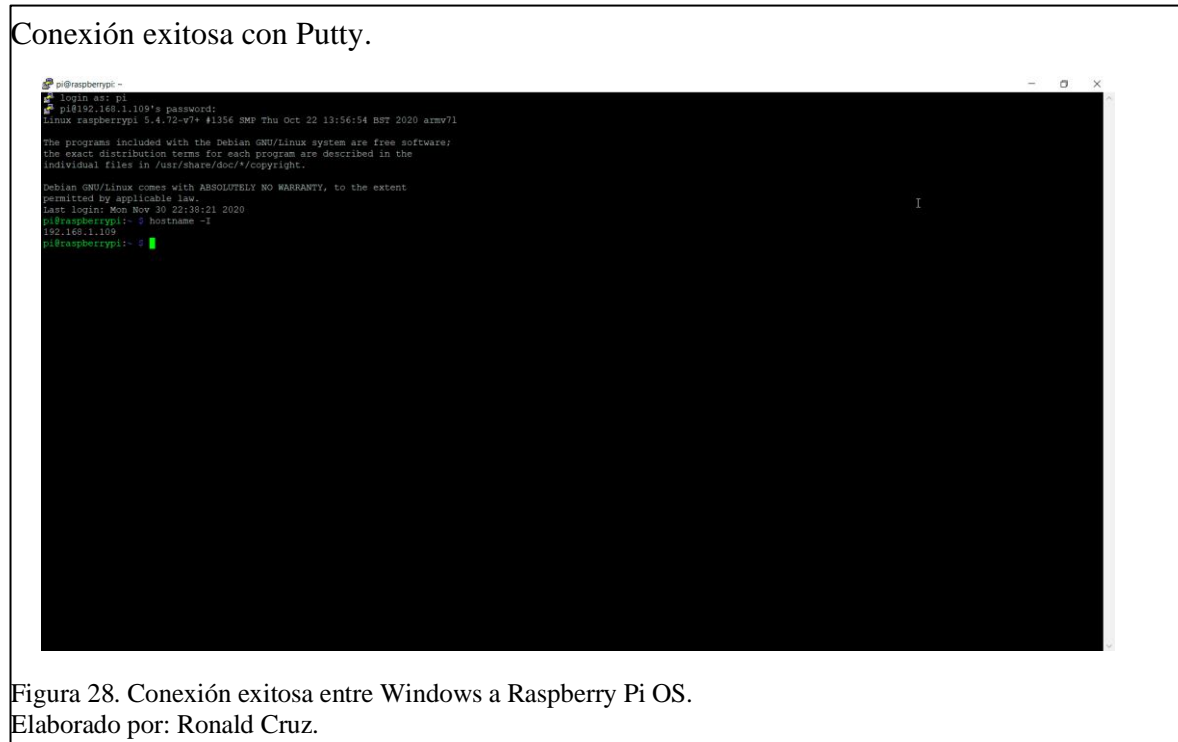 Conexión exitosa con Putty.
pi@raspberrypi: ~
login as: pi
pi@192.168.1.109's password:
Linux raspberrypi 5.4.72-v7+ #1356 SMP Thu Oct 22 13:56:54 BST 2020 armv7l
The programs included with the Debian GNU/Linux system are free software;
the exact distribution terms for each program are described in the
individual files in /usr/share/doc/*/copyright.
Debian GNU/Linux comes with ABSOLUTELY NO WARRANTY, to the extent
permitted by applicable law.
Last login: Mon Nov 30 22:38:21 2020
pi@raspberrypi:~ $ hostname -I
192.168.1.109
pi@raspberrypi:~ $
Figura 28. Conexión exitosa entre Windows a Raspberry Pi OS.
Elaborado por: Ronald Cruz.